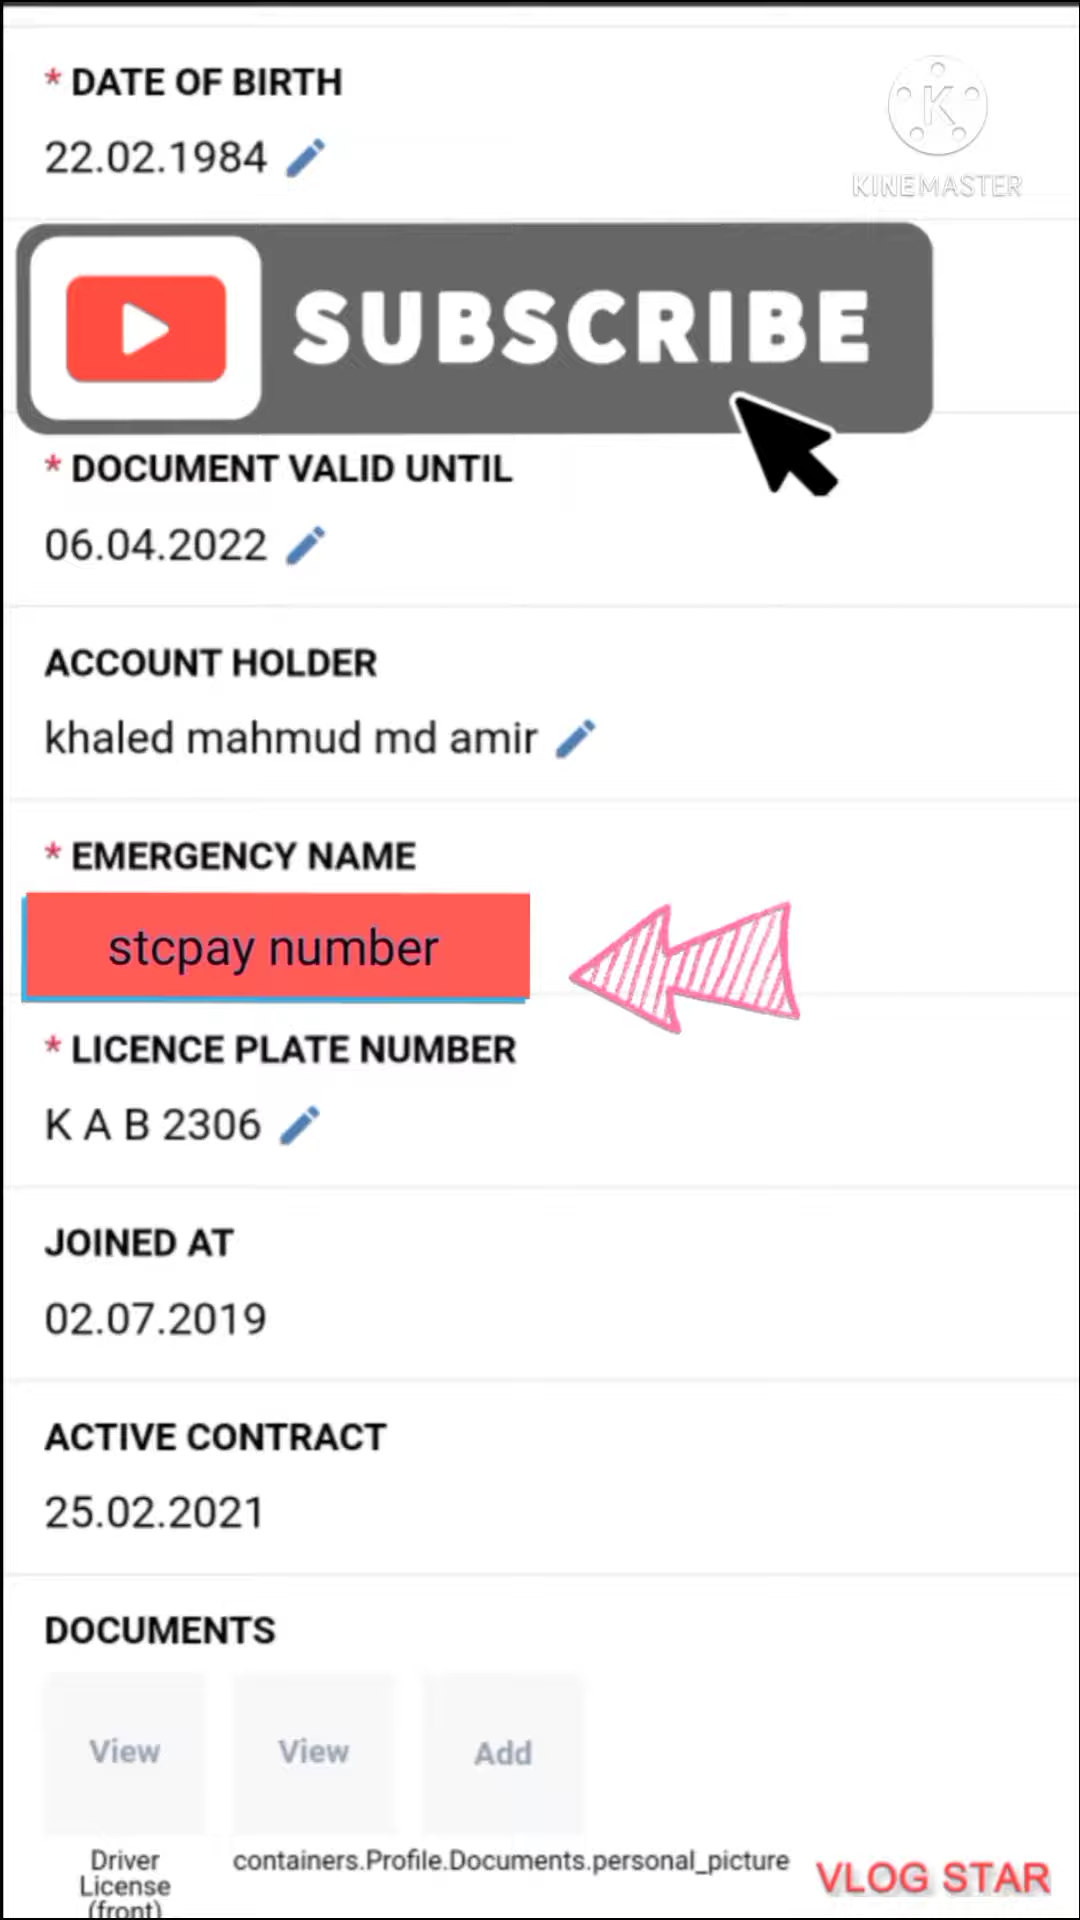 * DATE OF BIRTH
22.02.1984
K
KINEMASTER
SUBSCRIBE
* DOCUMENT VALID UNTIL
06.04.2022
ACCOUNT HOLDER
khaled mahmud md amir
* EMERGENCY NAME
stcpay number
* LICENCE PLATE NUMBER
K A B 2306
JOINED AT
02.07.2019
ACTIVE CONTRACT
25.02.2021
DOCUMENTS
View View Add
Driver containers.Profile.Documents.personal_picture
License
(front)
VLOG STAR